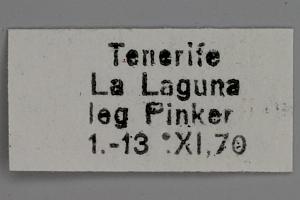 Tenerife
La Laguna
leg Pinker
1.-13 XI,70